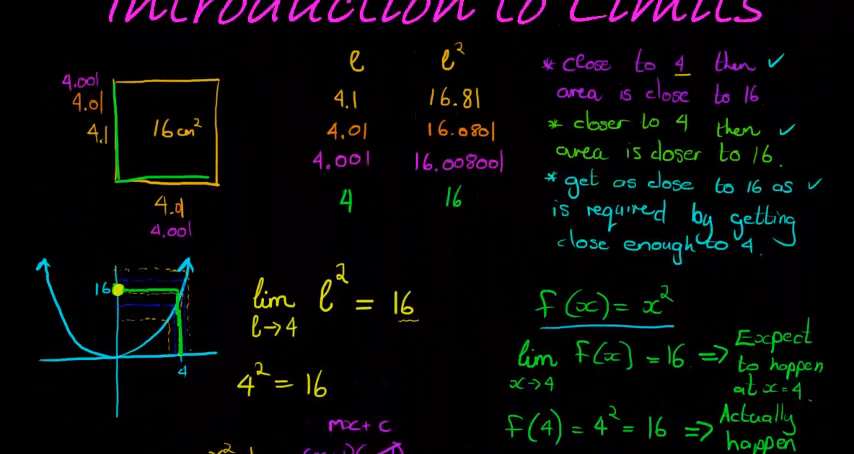 Introduction to Limits
4.001
4.01
4.1
16cm²
4.01
4.001
l l²
4.1 16.81
4.01 16.0801
4.001 16.008001
4 16
* close to 4 then ✓
area is close to 16
* closer to 4 then ✓
area is closer to 16.
* get as close to 16 as ✓
is required by getting
close enough to 4.
16
4
lim l² = 16
l→4
4² = 16
f(x) = x²
lim f(x) = 16 => Expect
x→4
to happen
at x=4.
f(4) = 4² = 16 => Actually
happen
mx + c